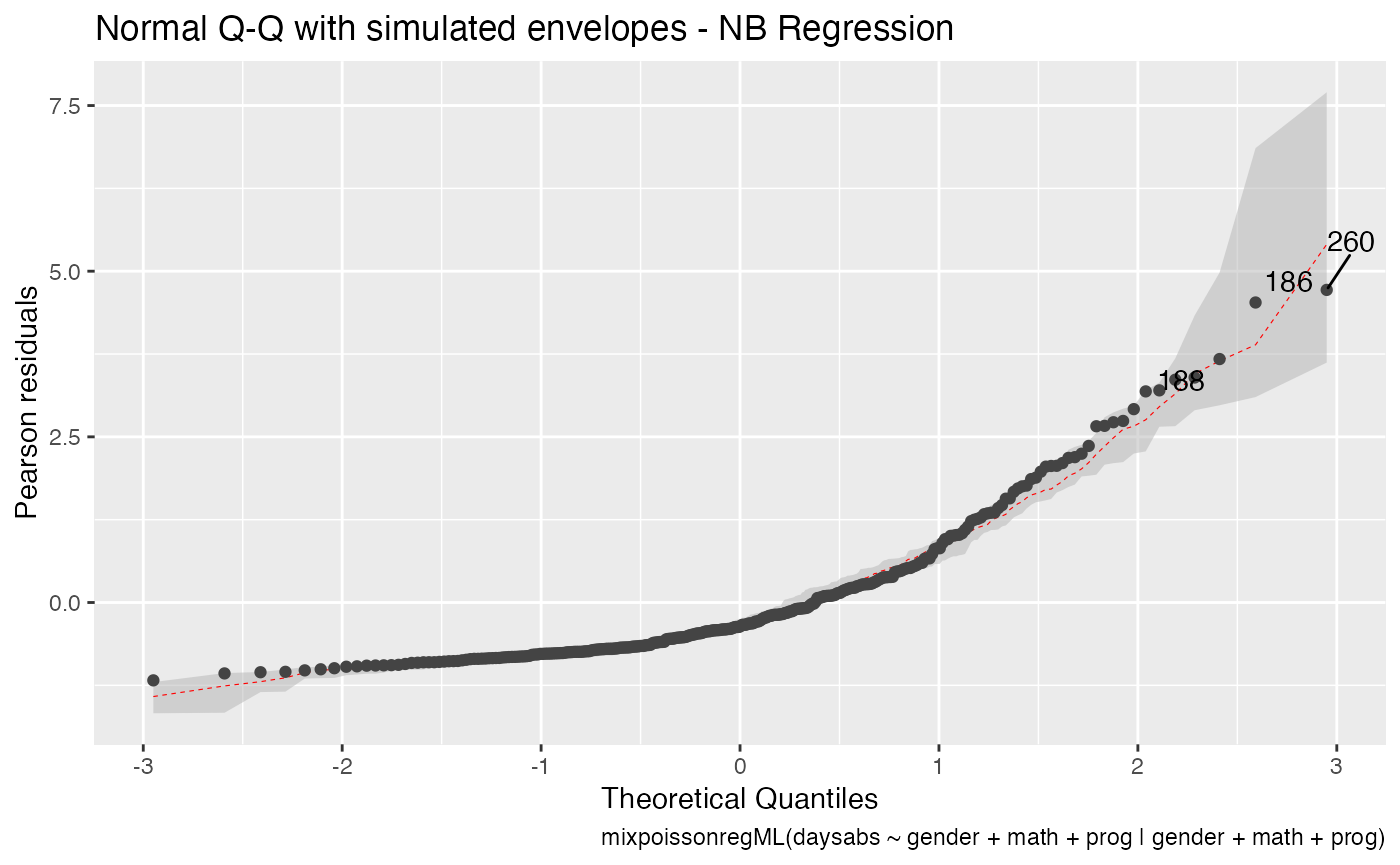 Normal Q-Q with simulated envelopes - NB Regression
7.5
5.0
2.5
0.0
Pearson residuals
260
186
188
-3 -2 -1 0 1 2 3
Theoretical Quantiles
mixpoissonregML(daysabs ~ gender + math + prog | gender + math + prog)